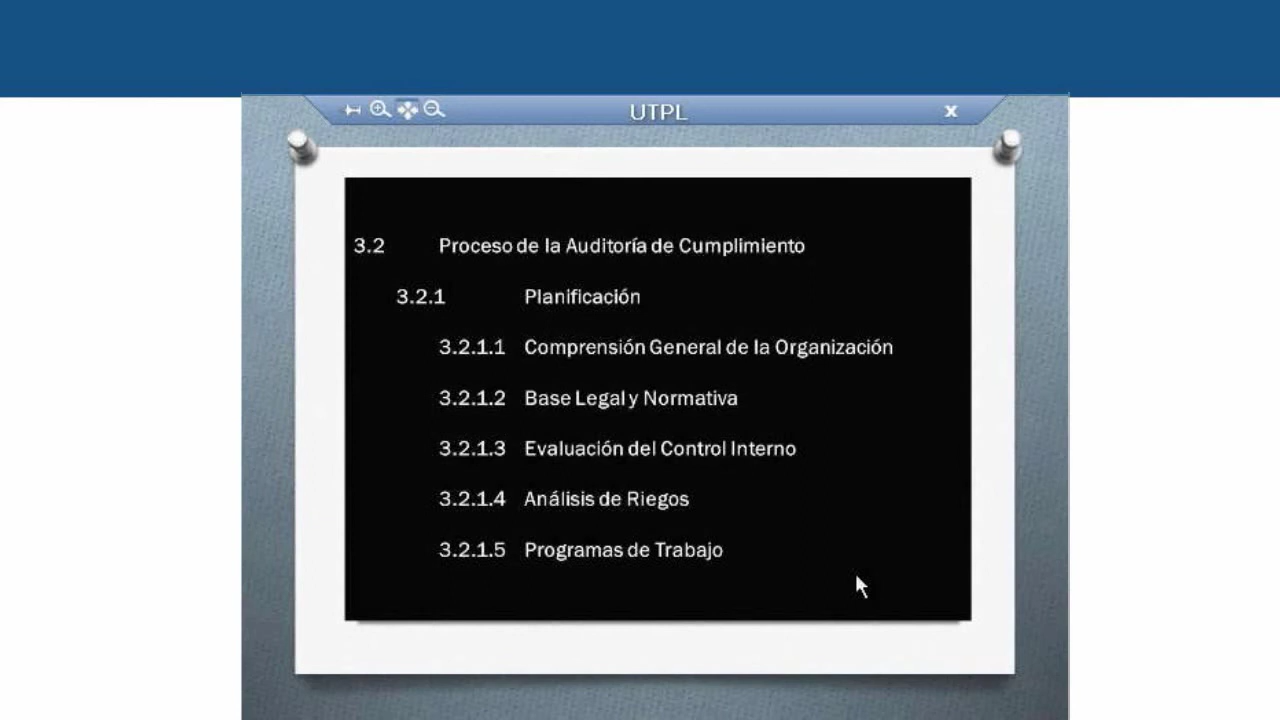 UTPL
x
3.2 Proceso de la Auditoría de Cumplimiento
3.2.1 Planificación
3.2.1.1 Comprensión General de la Organización
3.2.1.2 Base Legal y Normativa
3.2.1.3 Evaluación del Control Interno
3.2.1.4 Análisis de Riegos
3.2.1.5 Programas de Trabajo